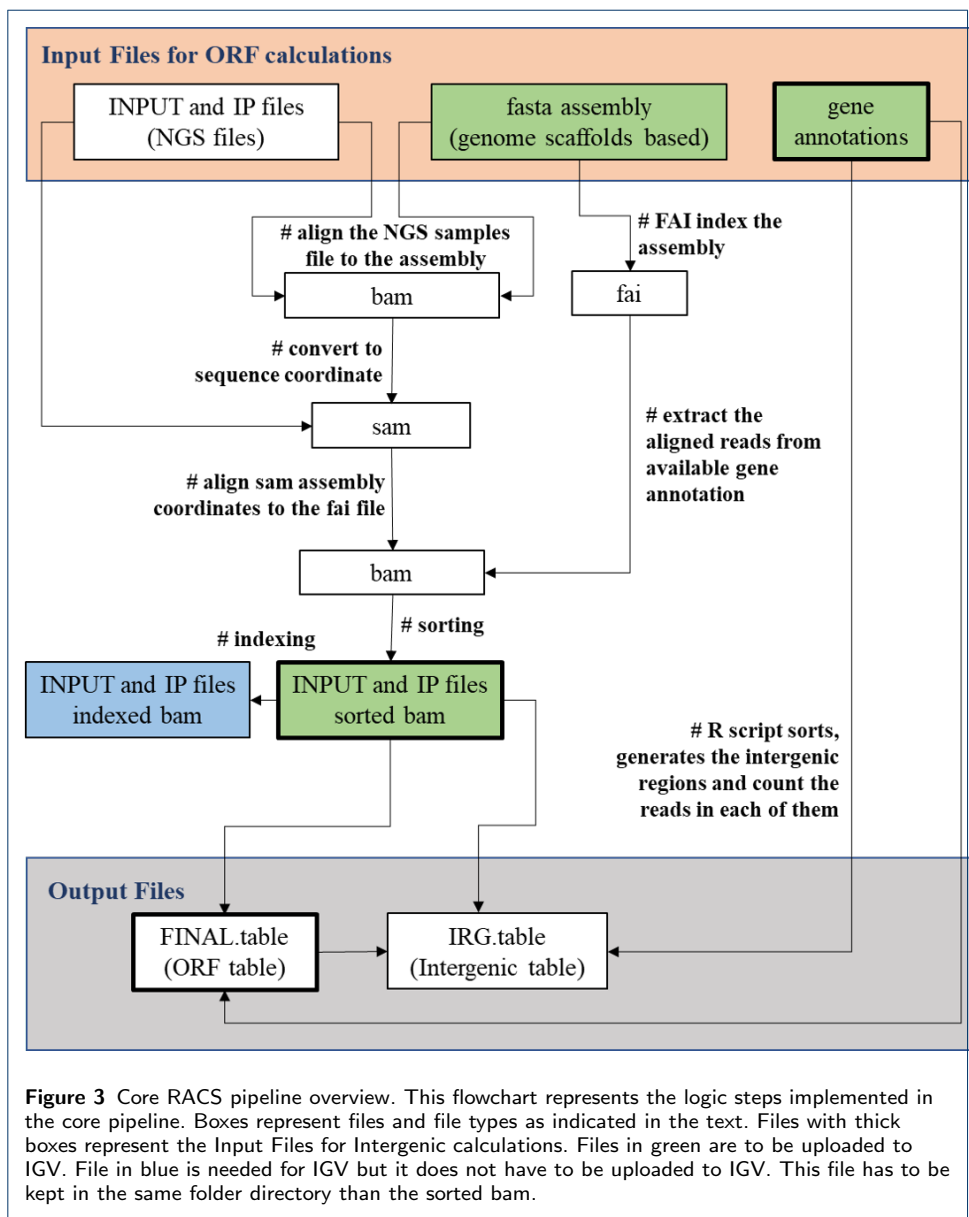 Input Files for ORF calculations
INPUT and IP files
(NGS files)
fasta assembly
(genome scaffolds based)
gene
annotations
# align the NGS samples
file to the assembly
# FAI index the
assembly
bam
fai
# convert to
sequence coordinate
sam
# extract the
aligned reads from
available gene
annotation
# align sam assembly
coordinates to the fai file
bam
# sorting
# indexing
INPUT and IP files
indexed bam
INPUT and IP files
sorted bam
# R script sorts,
generates the intergenic
regions and count the
reads in each of them
Output Files
FINAL.table
(ORF table)
IRG.table
(Intergenic table)
Figure 3 Core RACS pipeline overview. This flowchart represents the logic steps implemented in
the core pipeline. Boxes represent files and file types as indicated in the text. Files with thick
boxes represent the Input Files for Intergenic calculations. Files in green are to be uploaded to
IGV. File in blue is needed for IGV but it does not have to be uploaded to IGV. This file has to be
kept in the same folder directory than the sorted bam.